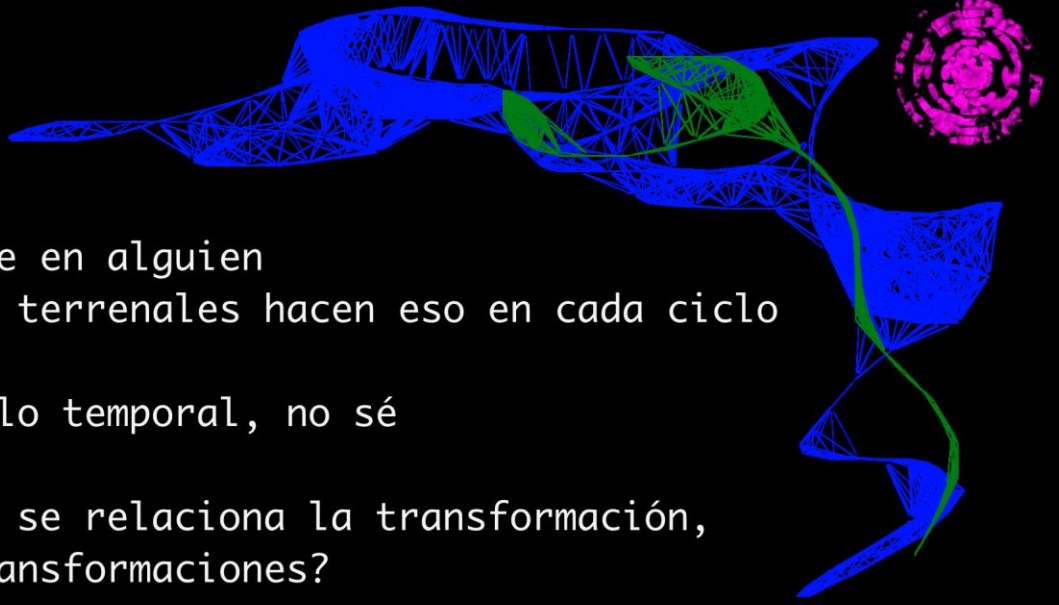 e en alguien
terrenales hacen eso en cada ciclo
lo temporal, no sé
se relaciona la transformación,
ansformaciones?